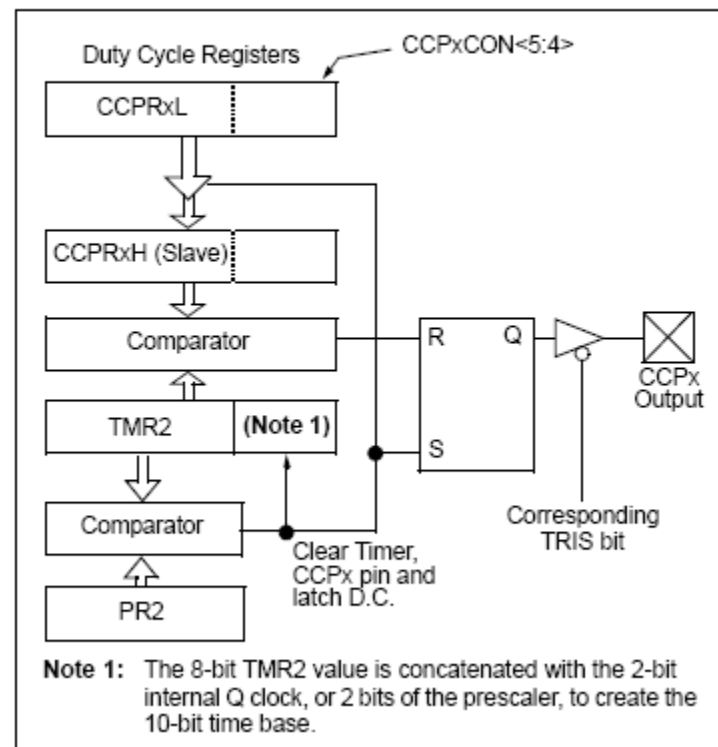 Duty Cycle Registers
CCPxCON<5:4>
CCPRxL
CCPRxH (Slave)
Comparator
R
Q
CCPx
Output
TMR2
(Note 1)
S
Comparator
Corresponding
TRIS bit
Clear Timer,
CCPx pin and
latch D.C.
PR2
Note 1: The 8-bit TMR2 value is concatenated with the 2-bit
internal Q clock, or 2 bits of the prescaler, to create the
10-bit time base.